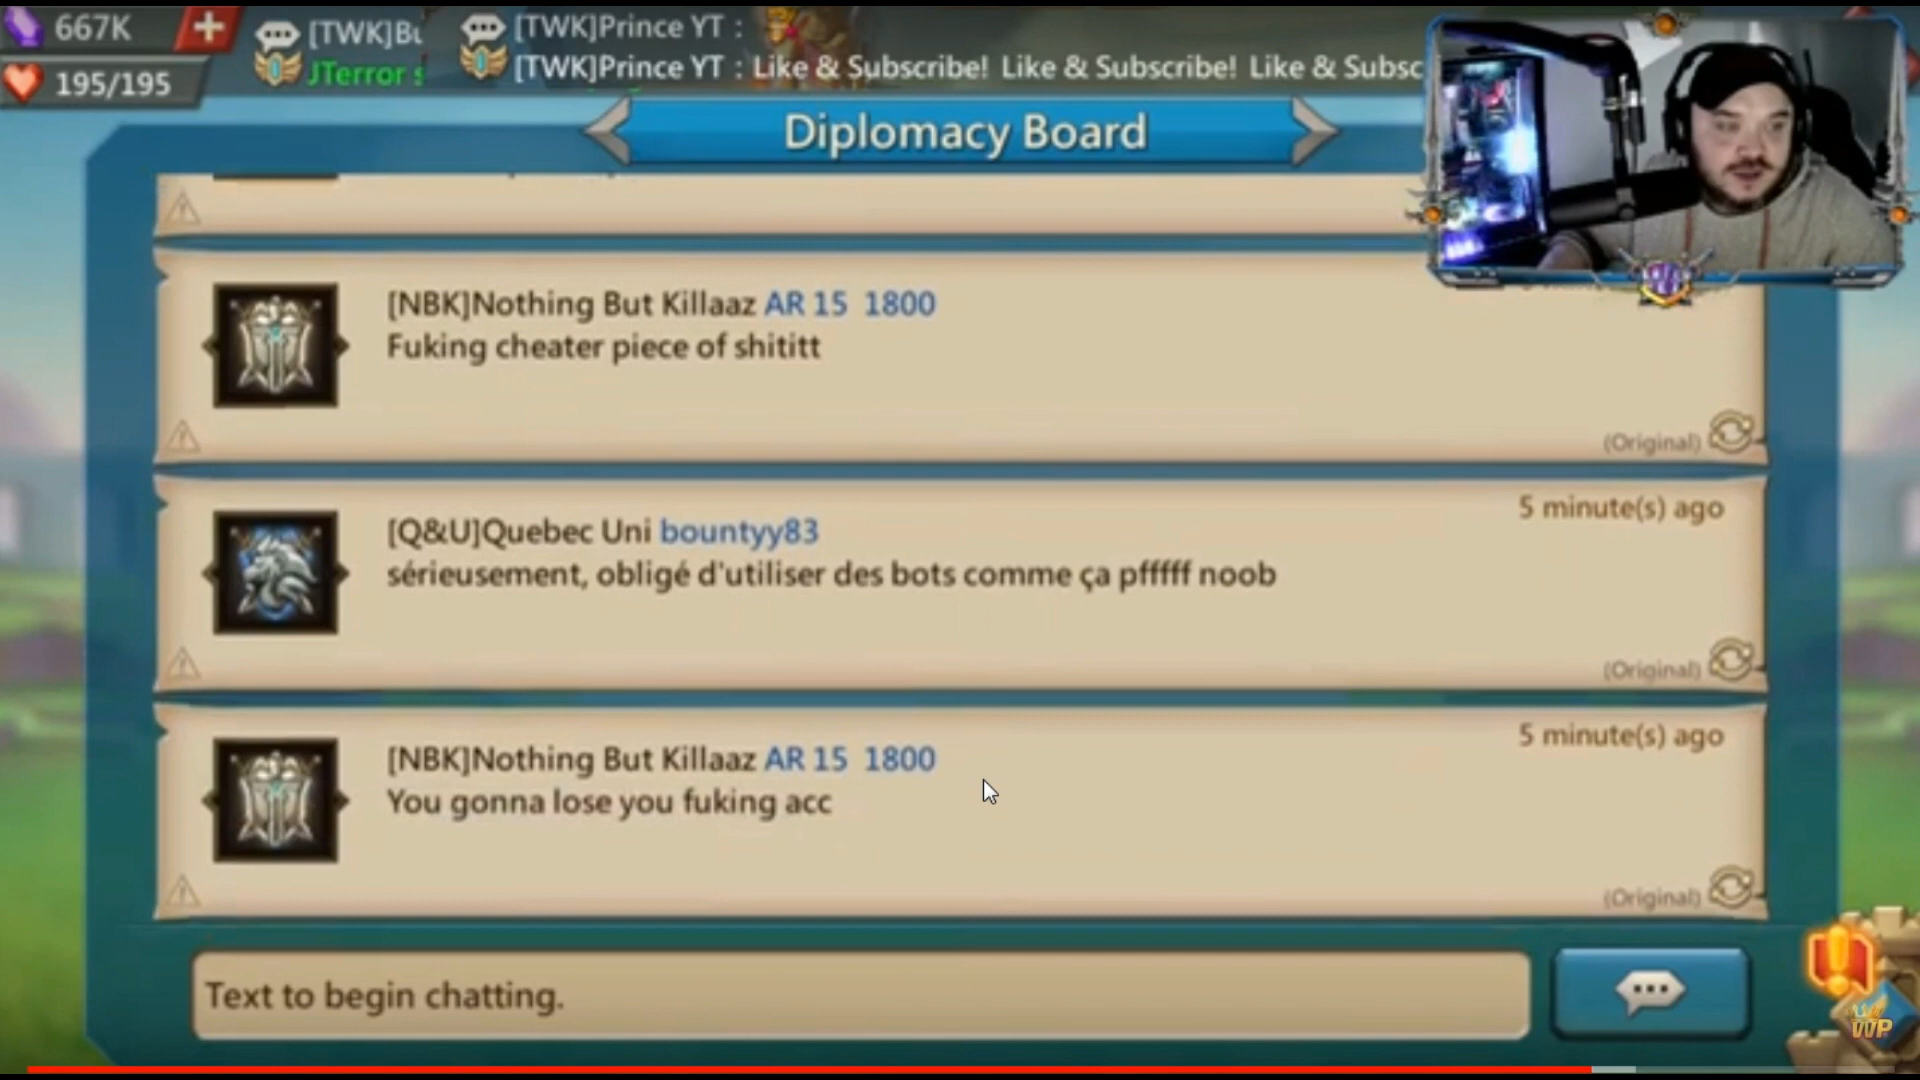 667K
195/195
[TWK]Bu
JTerror
[TWK]Prince YT :
[TWK]Prince YT : Like & Subscribe! Like & Subscribe! Like & Subsc
Diplomacy Board
[NBK]Nothing But Killaaz AR 15 1800
Fuking cheater piece of shititt
(Original)
5 minute(s) ago
[Q&U]Quebec Uni bountyy83
sérieusement, obligé d'utiliser des bots comme ça pfffff noob
(Original)
5 minute(s) ago
[NBK]Nothing But Killaaz AR 15 1800
You gonna lose you fuking acc
(Original)
Text to begin chatting.